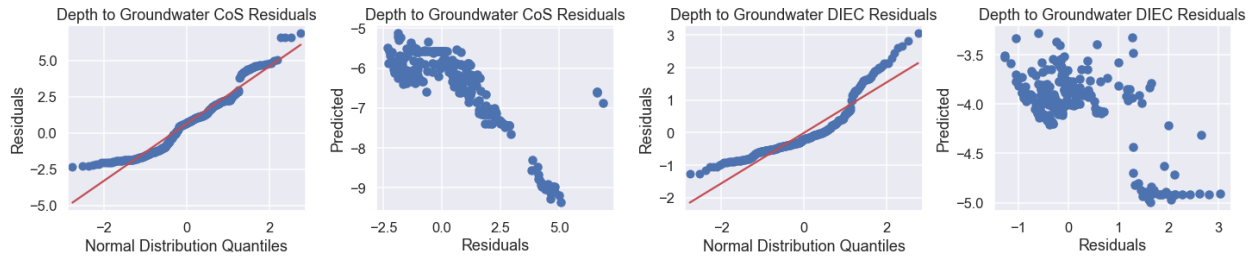 Depth to Groundwater CoS Residuals
Residuals
5.0
2.5
0.0
−2.5
−5.0
−2
0
2
Normal Distribution Quantiles
Depth to Groundwater CoS Residuals
Predicted
−5
−6
−7
−8
−9
−2.5
0.0
2.5
5.0
Residuals
Depth to Groundwater DIEC Residuals
Residuals
3
2
1
0
−1
−2
−2
0
2
Normal Distribution Quantiles
Depth to Groundwater DIEC Residuals
Predicted
−3.5
−4.0
−4.5
−5.0
−1
0
1
2
3
Residuals